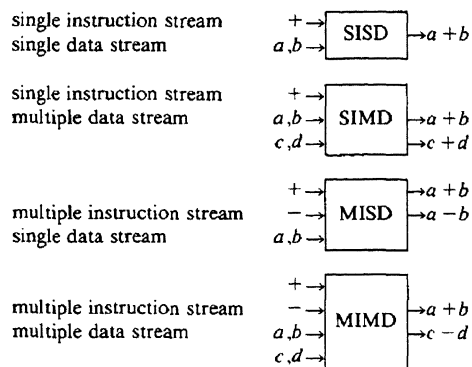 single instruction stream
single data stream
+ →
a,b →
SISD
→ a + b
single instruction stream
multiple data stream
+ →
a,b →
c,d →
SIMD
→ a + b
→ c + d
multiple instruction stream
single data stream
+ →
− →
a,b →
MISD
→ a + b
→ a − b
multiple instruction stream
multiple data stream
+ →
− →
a,b →
c,d →
MIMD
→ a + b
→ c − d